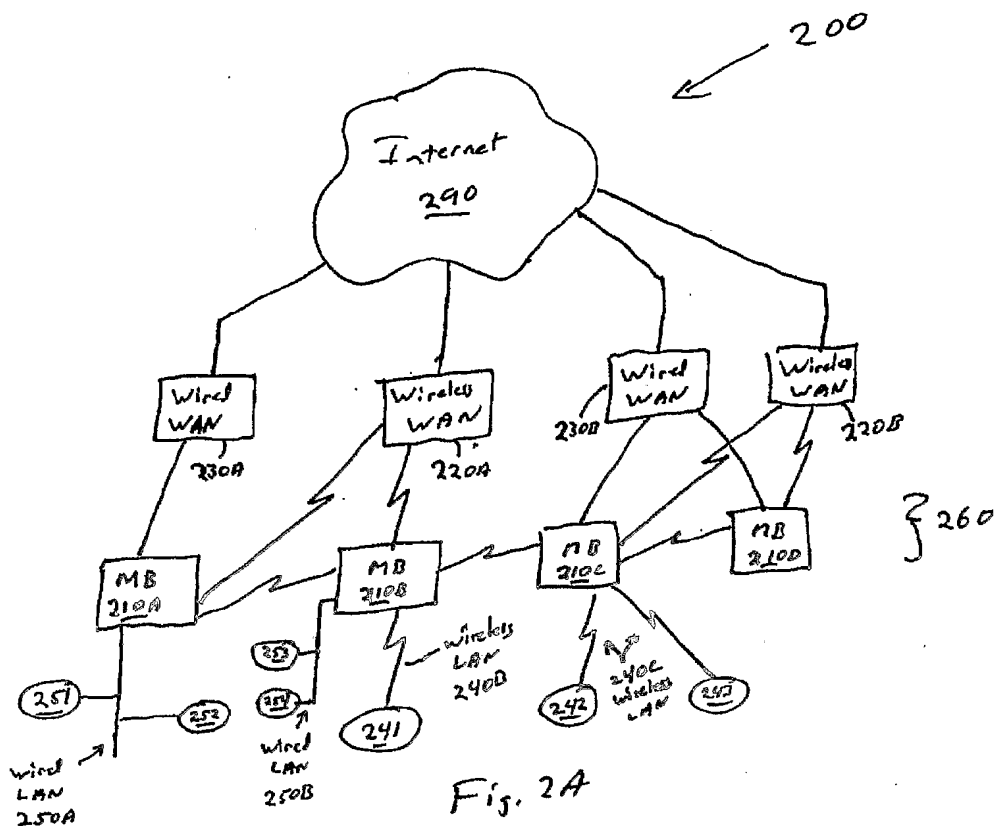 200
Internet
290
Wired
WAN
230A
Wireless
WAN
220A
Wired
WAN
230B
Wireless
WAN
220B
260
MB
210A
MB
210B
MB
210C
MB
210D
251
252
wired
LAN
250A
253
254
wired
LAN
250B
241
wireless
LAN
240B
242
240C
wireless
LAN
243
Fig. 2A